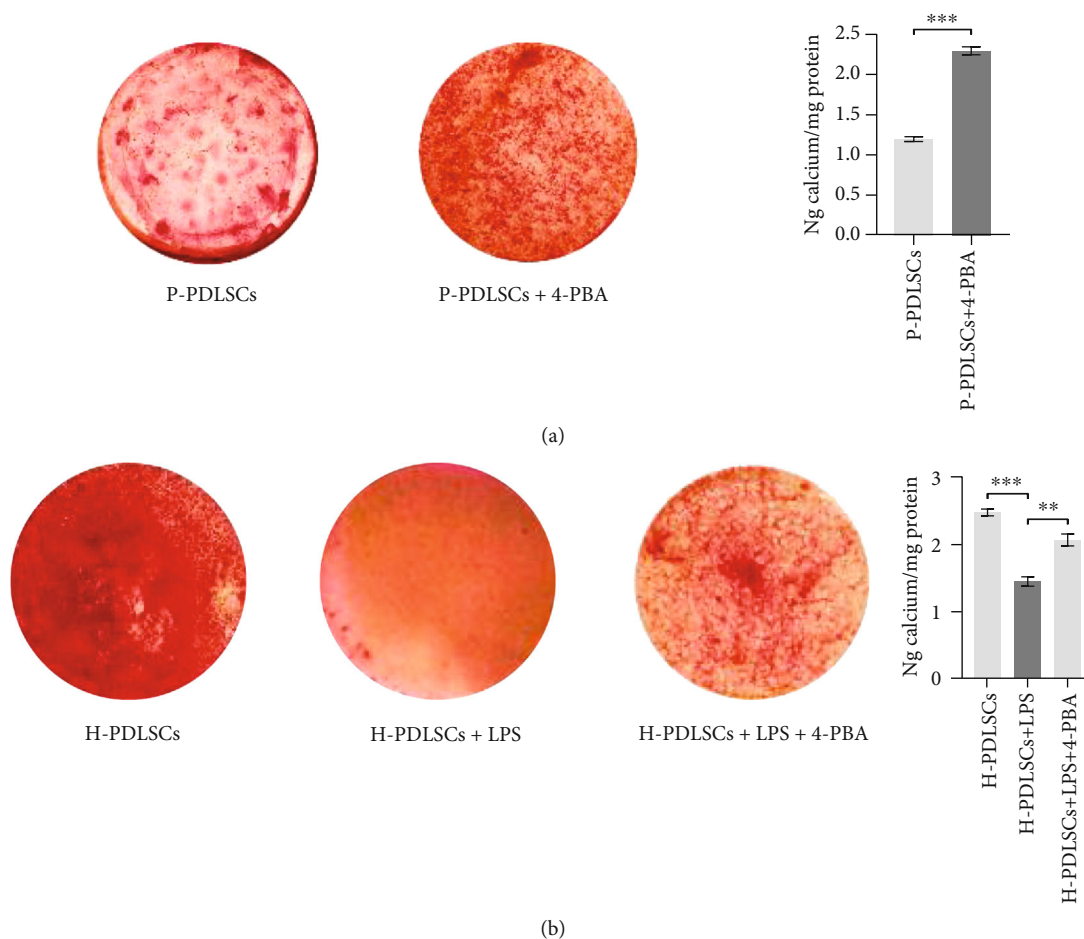 P-PDLSCs
P-PDLSCs + 4-PBA
***
2.5
2.0
1.5
1.0
0.5
0.0
Ng calcium/mg protein
P-PDLSCs
P-PDLSCs+4-PBA
(a)
H-PDLSCs
H-PDLSCs + LPS
H-PDLSCs + LPS + 4-PBA
***
**
3
2
1
0
Ng calcium/mg protein
H-PDLSCs
H-PDLSCs+LPS
H-PDLSCs+LPS+4-PBA
(b)